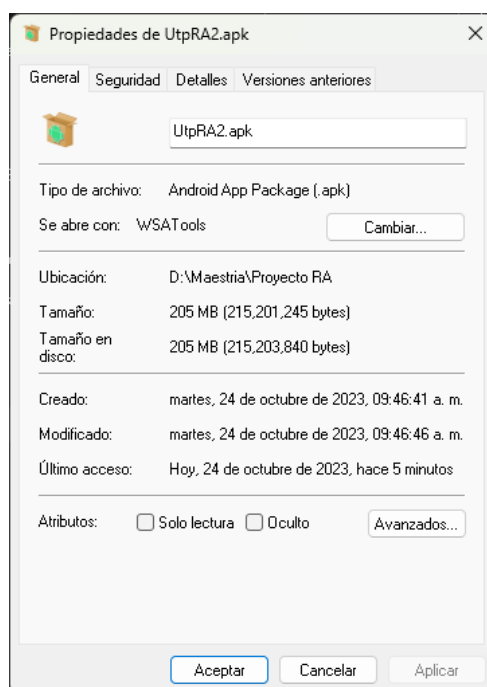 Propiedades de UtpRA2.apk
General Seguridad Detalles Versiones anteriores
UtpRA2.apk
Tipo de archivo: Android App Package (.apk)
Se abre con: WSATools Cambiar...
Ubicación: D:\Maestria\Proyecto RA
Tamaño: 205 MB (215,201,245 bytes)
Tamaño en
disco: 205 MB (215,203,840 bytes)
Creado: martes, 24 de octubre de 2023, 09:46:41 a. m.
Modificado: martes, 24 de octubre de 2023, 09:46:46 a. m.
Último acceso: Hoy, 24 de octubre de 2023, hace 5 minutos
Atributos: Solo lectura Oculto Avanzados...
Aceptar Cancelar Aplicar